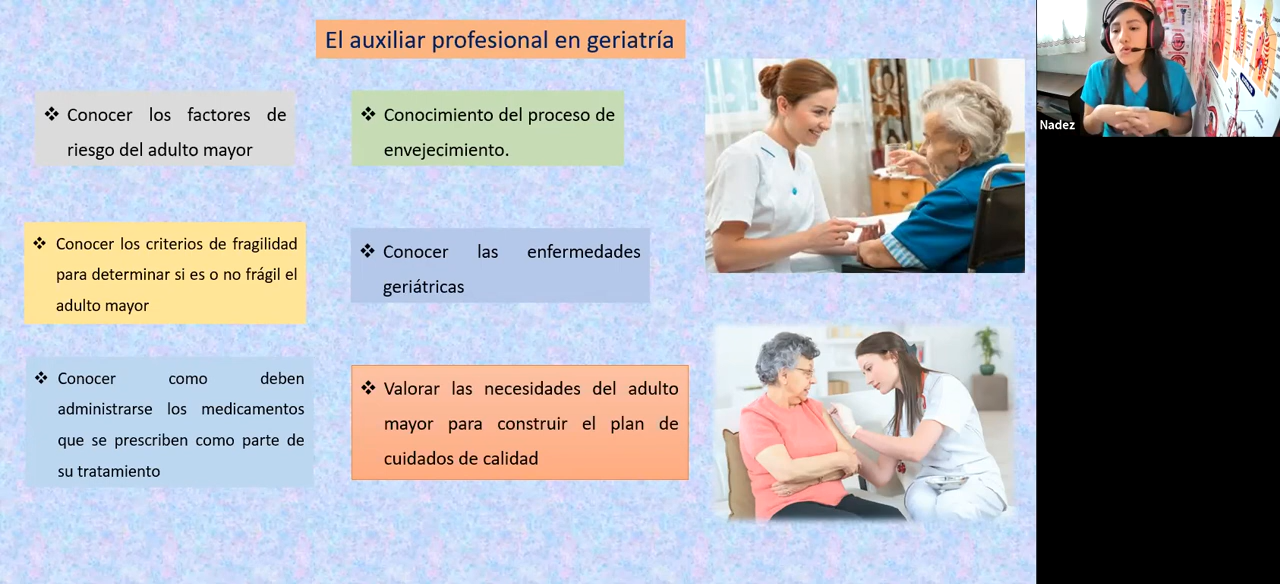 El auxiliar profesional en geriatría
❖ Conocer los factores de
riesgo del adulto mayor
❖ Conocimiento del proceso de
envejecimiento.
❖ Conocer los criterios de fragilidad
para determinar si es o no frágil el
adulto mayor
❖ Conocer las enfermedades
geriátricas
❖ Conocer como deben
administrarse los medicamentos
que se prescriben como parte de
su tratamiento
❖ Valorar las necesidades del adulto
mayor para construir el plan de
cuidados de calidad
Nadez